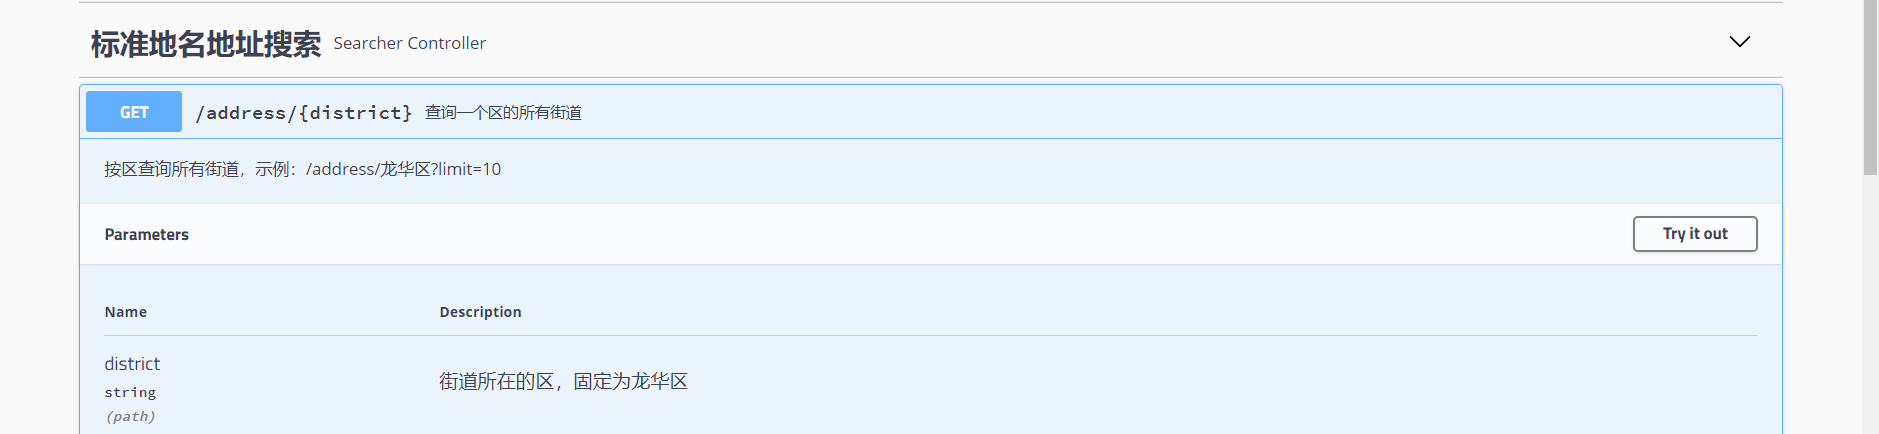 标准地名地址搜索 Searcher Controller
GET /address/{district} 查询一个区的所有街道
按区查询所有街道，示例：/address/龙华区?limit=10
Parameters Try it out
Name Description
district
string
(path)
街道所在的区，固定为龙华区